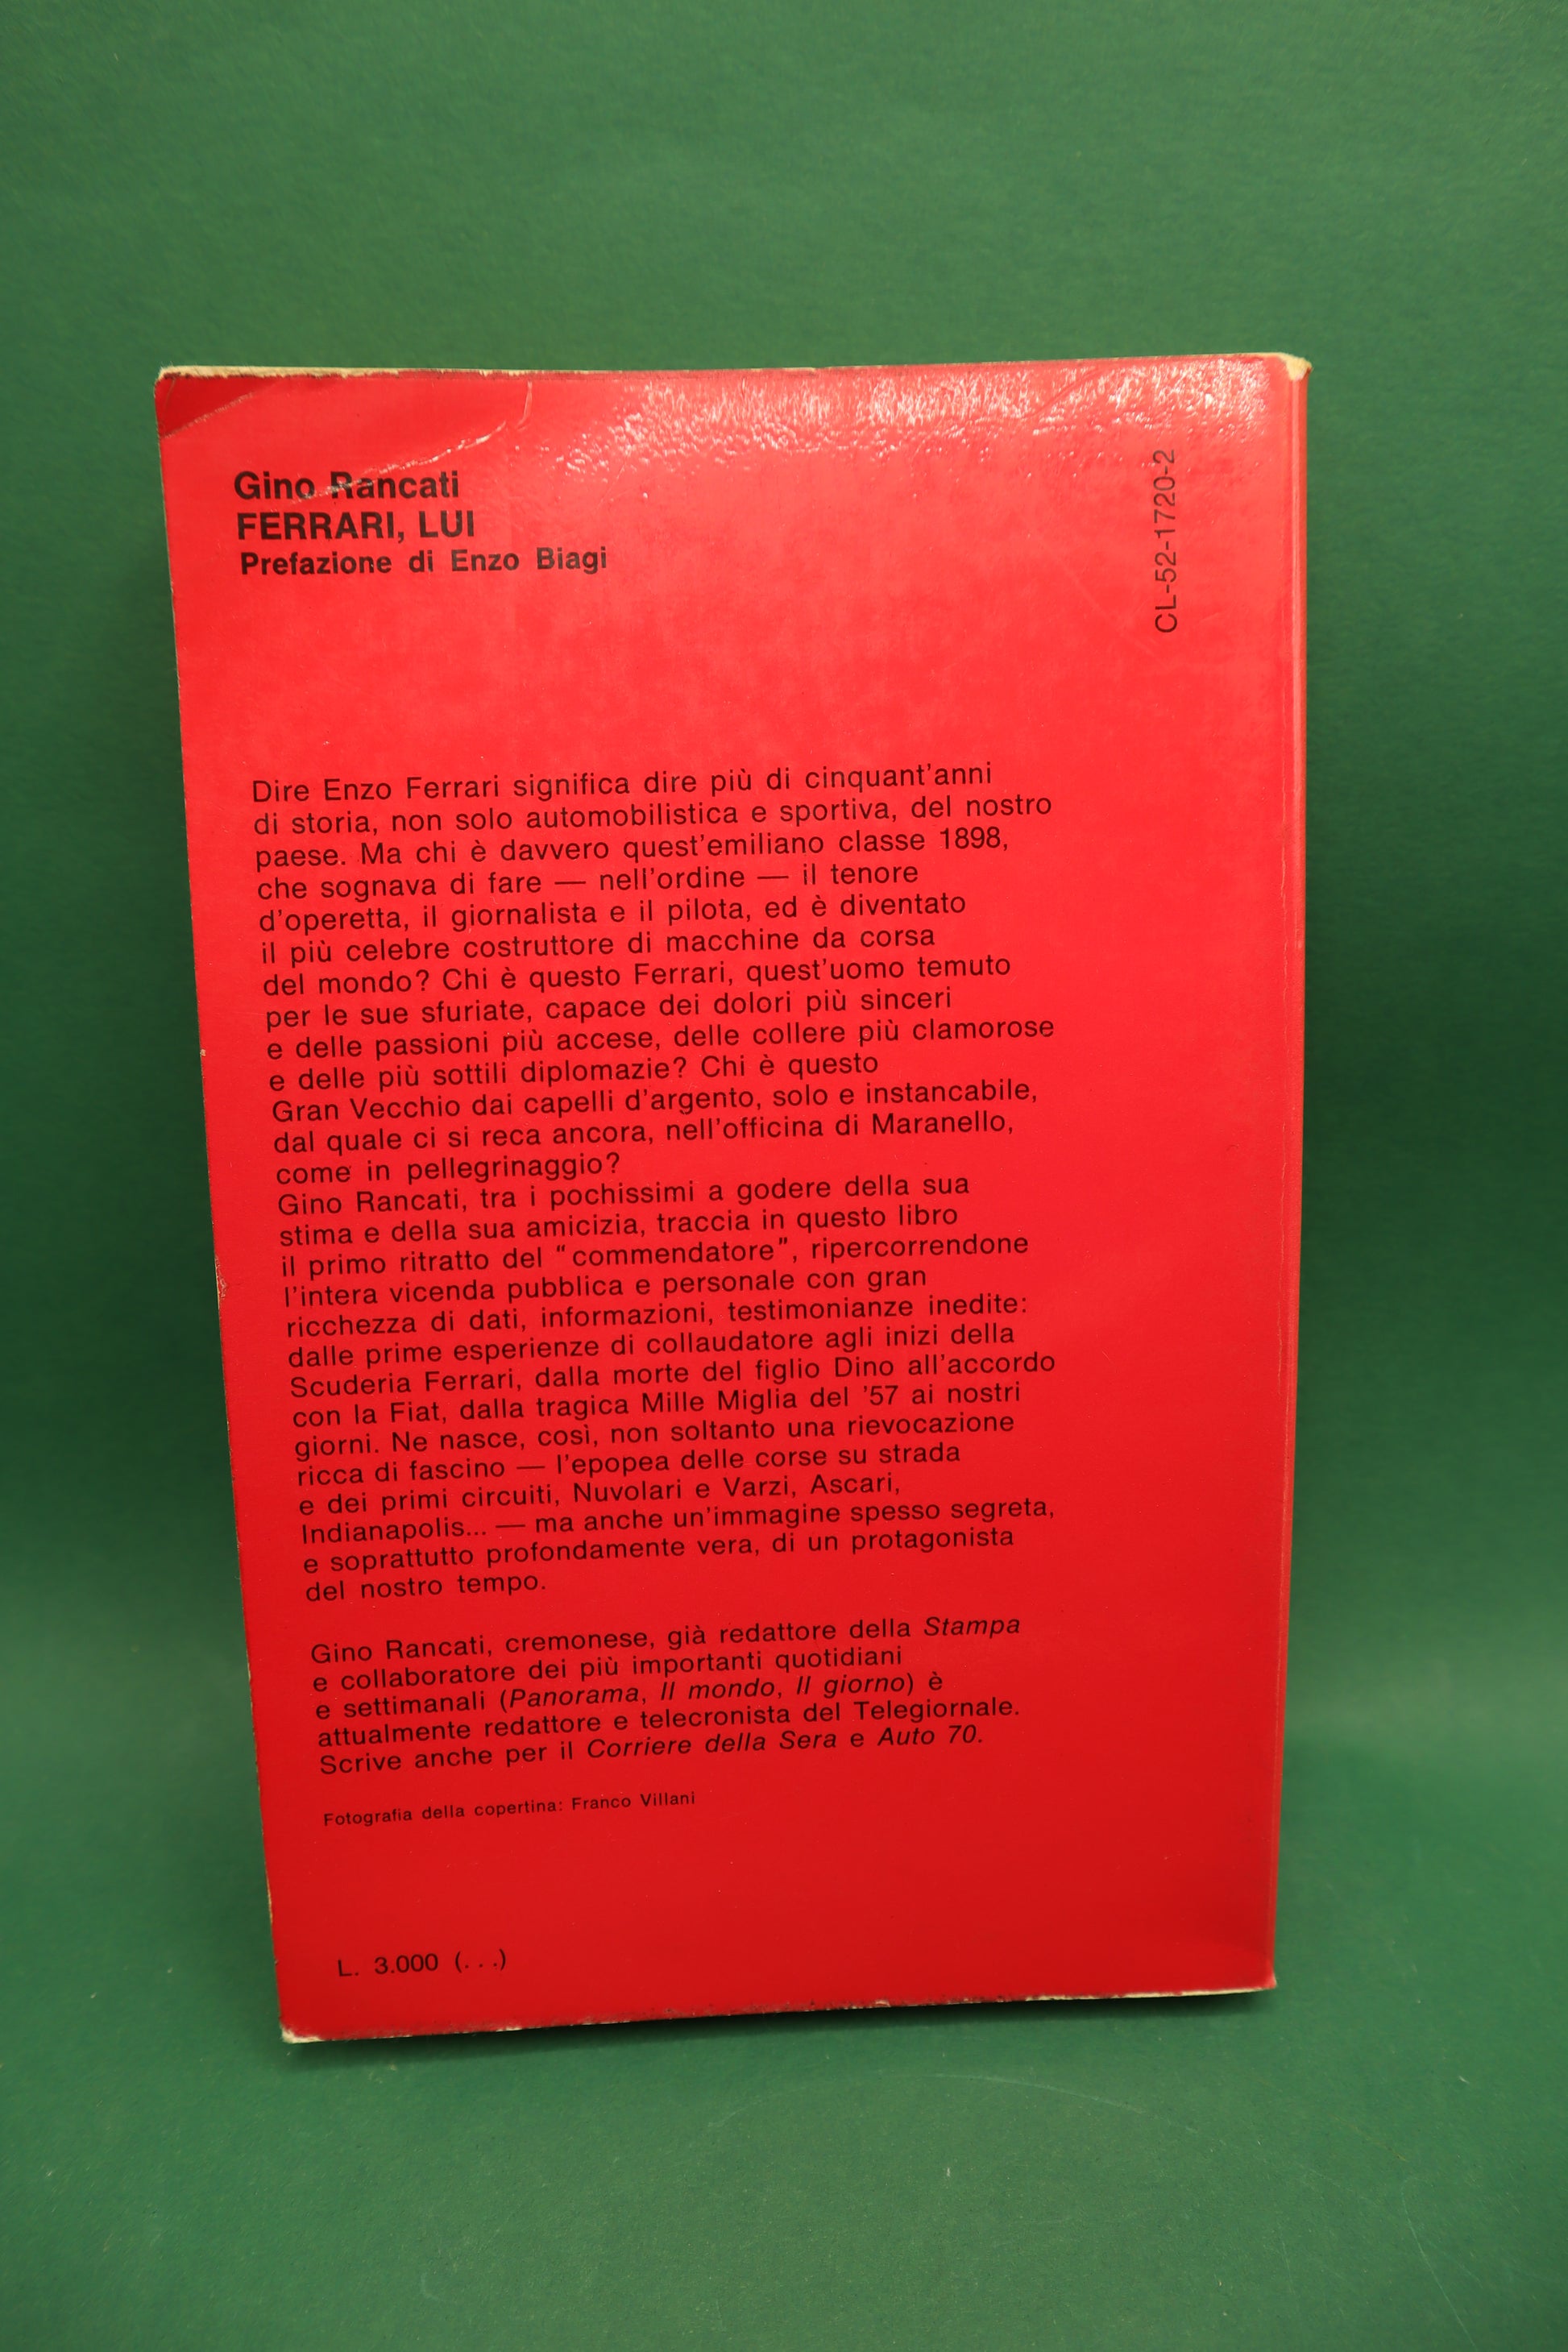 Gino Rancati
FERRARI, LUI
Prefazione di Enzo Biagi
CL-52-1720-2
Dire Enzo Ferrari significa dire più di cinquant'anni
di storia, non solo automobilistica e sportiva, del nostro
paese. Ma chi è davvero quest'emiliano classe 1898,
che sognava di fare — nell'ordine — il tenore
d'operetta, il giornalista e il pilota, ed è diventato
il più celebre costruttore di macchine da corsa
del mondo? Chi è questo Ferrari, quest'uomo temuto
per le sue sfuriate, capace dei dolori più sinceri
e delle passioni più accese, delle collere più clamorose
e delle più sottili diplomazie? Chi è questo
Gran Vecchio dai capelli d'argento, solo e instancabile,
dal quale ci si reca ancora, nell'officina di Maranello,
come in pellegrinaggio?
Gino Rancati, tra i pochissimi a godere della sua
stima e della sua amicizia, traccia in questo libro
il primo ritratto del "commendatore", ripercorrendone
l'intera vicenda pubblica e personale con gran
ricchezza di dati, informazioni, testimonianze inedite:
dalle prime esperienze di collaudatore agli inizi della
Scuderia Ferrari, dalla morte del figlio Dino all'accordo
con la Fiat, dalla tragica Mille Miglia del '57 ai nostri
giorni. Ne nasce, così, non soltanto una rievocazione
ricca di fascino — l'epopea delle corse su strada
e dei primi circuiti, Nuvolari e Varzi, Ascari,
Indianapolis... — ma anche un'immagine spesso segreta,
e soprattutto profondamente vera, di un protagonista
del nostro tempo.
Gino Rancati, cremonese, già redattore della Stampa
e collaboratore dei più importanti quotidiani
e settimanali (Panorama, Il mondo, Il giorno) è
attualmente redattore e telecronista del Telegiornale.
Scrive anche per il Corriere della Sera e Auto 70.
Fotografia della copertina: Franco Villani
L. 3.000 (...)